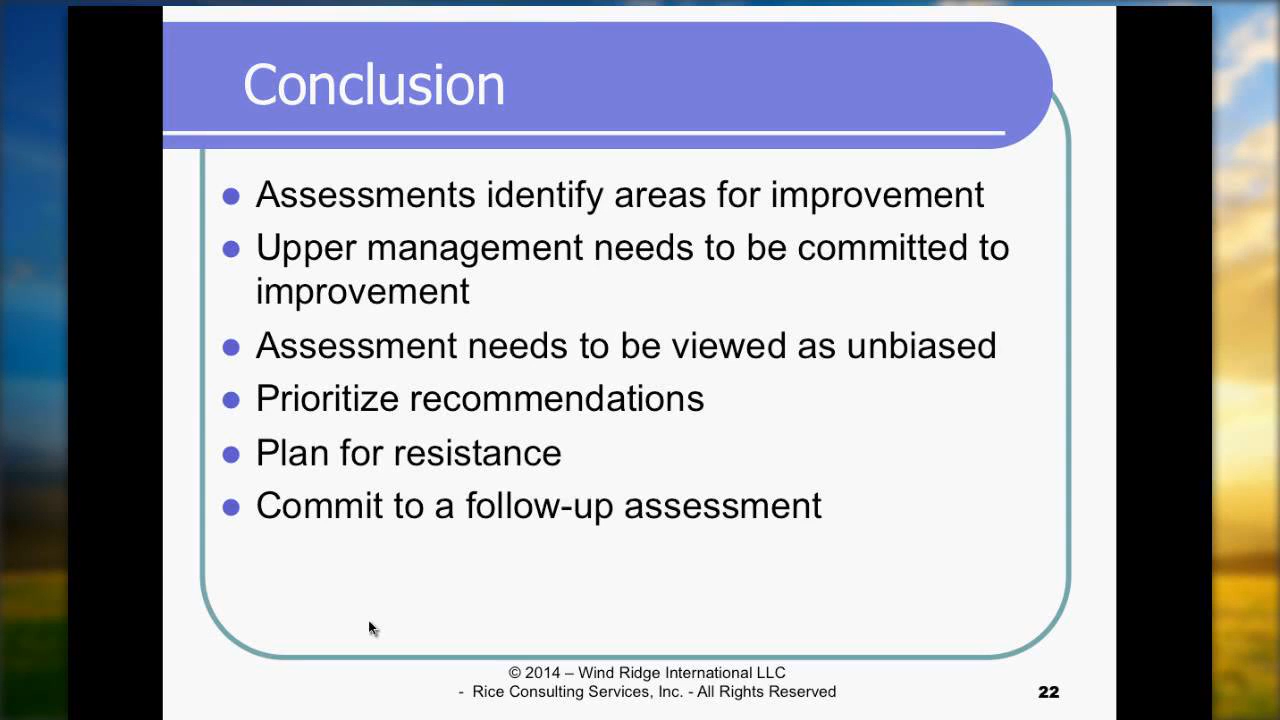 Conclusion
Assessments identify areas for improvement
Upper management needs to be committed to
improvement
Assessment needs to be viewed as unbiased
Prioritize recommendations
Plan for resistance
Commit to a follow-up assessment
© 2014 – Wind Ridge International LLC
- Rice Consulting Services, Inc. - All Rights Reserved
22